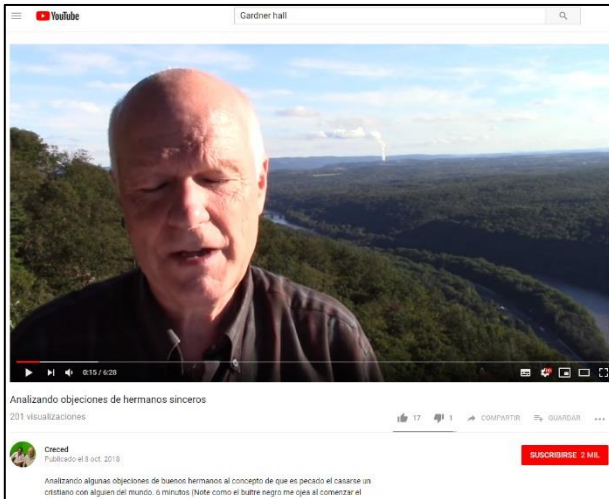 YouTube
Gardner hall
0:15 / 6:28
Analizando objeciones de hermanos sinceros
201 visualizaciones
17 1 COMPARTIR GUARDAR
Creced
Publicado el 8 oct. 2018
SUSCRIBIRSE 2 MIL
Analizando algunas objeciones de buenos hermanos al concepto de que es pecado el casarse un
cristiano con alguien del mundo. 6 minutos (Note como el buitre negro me ojea al comenzar el